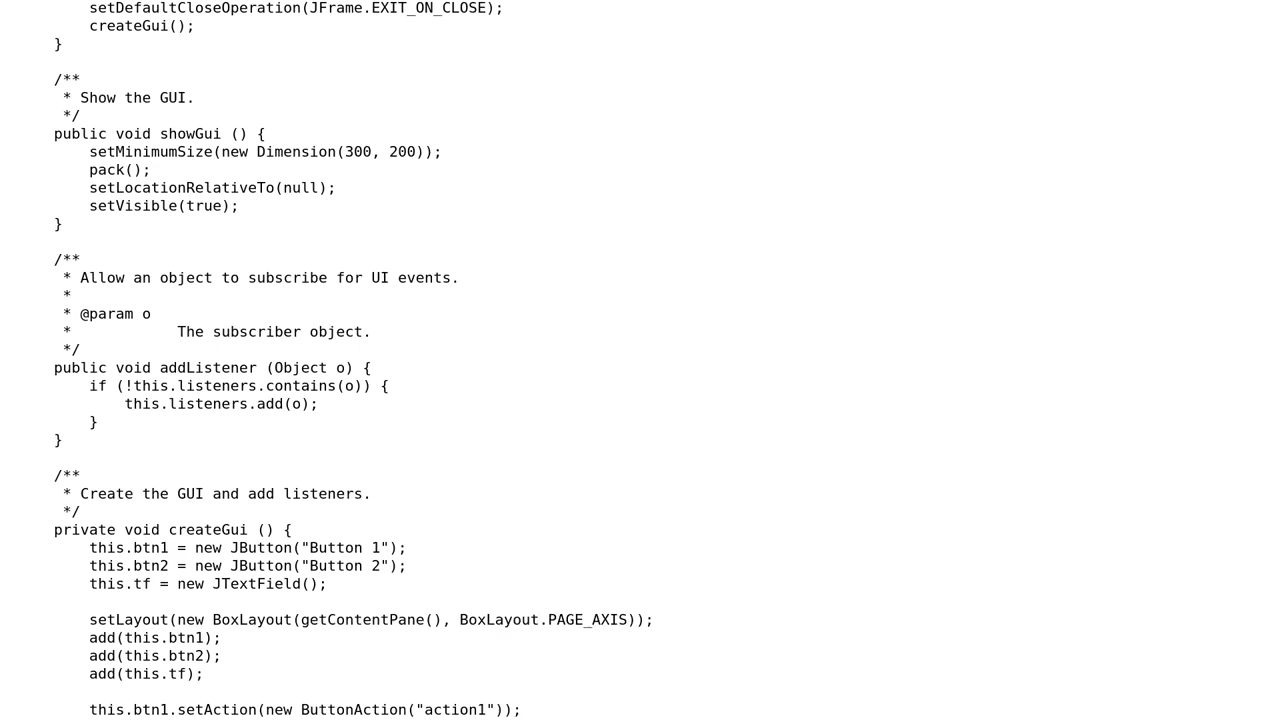 setDefaultCloseOperation(JFrame.EXIT_ON_CLOSE);
        createGui();
    }

    /**
     * Show the GUI.
     */
    public void showGui () {
        setMinimumSize(new Dimension(300, 200));
        pack();
        setLocationRelativeTo(null);
        setVisible(true);
    }

    /**
     * Allow an object to subscribe for UI events.
     *
     * @param o
     *            The subscriber object.
     */
    public void addListener (Object o) {
        if (!this.listeners.contains(o)) {
            this.listeners.add(o);
        }
    }

    /**
     * Create the GUI and add listeners.
     */
    private void createGui () {
        this.btn1 = new JButton("Button 1");
        this.btn2 = new JButton("Button 2");
        this.tf = new JTextField();

        setLayout(new BoxLayout(getContentPane(), BoxLayout.PAGE_AXIS));
        add(this.btn1);
        add(this.btn2);
        add(this.tf);

        this.btn1.setAction(new ButtonAction("action1"));